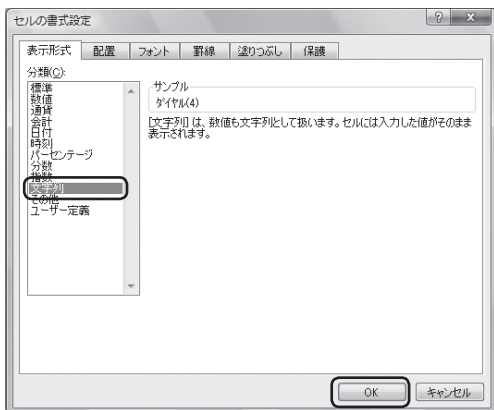 セルの書式設定
? X
表示形式 配置 フォント 罫線 塗りつぶし 保護
分類(C):
標準
数値
通貨
会計
日付
時刻
パーセンテージ
分数
指数
文字列
その他
ユーザー定義
サンプル
ダイヤル(4)
[文字列] は、数値も文字列として扱います。セルには入力した値がそのまま
表示されます。
OK キャンセル